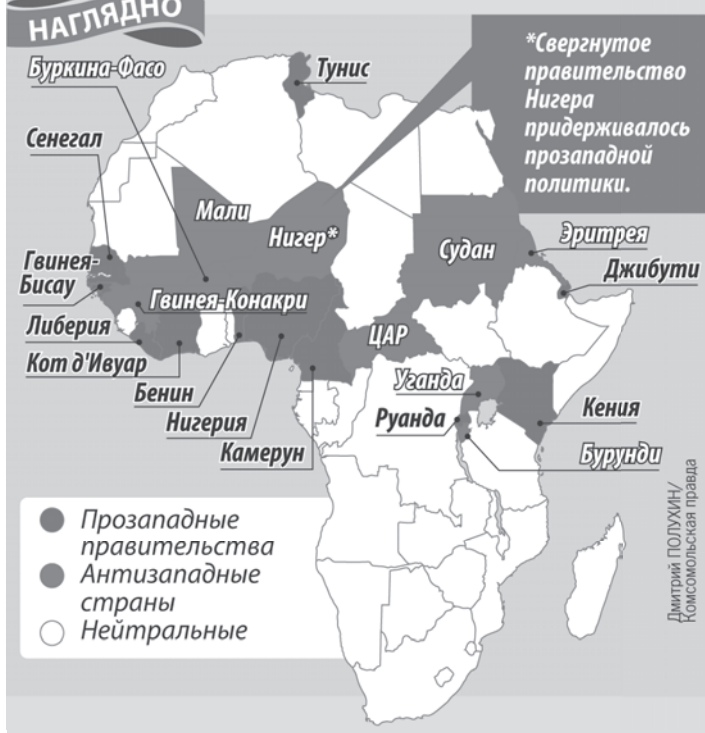 НАГЛЯДНО
*Свергнутое
правительство
Нигера
придерживалось
прозападной
политики.
Буркина-Фасо
Тунис
Сенегал
Мали
Нигер*
Судан
Эритрея
Джибути
Гвинея-
Бисау
Гвинея-Конакри
Либерия
Кот д'Ивуар
ЦАР
Бенин
Уганда
Нигерия
Руанда
Кения
Камерун
Бурунди
Прозападные
правительства
Антизападные
страны
Нейтральные
Дмитрий ПОЛУХИН/
Комсомольская правда